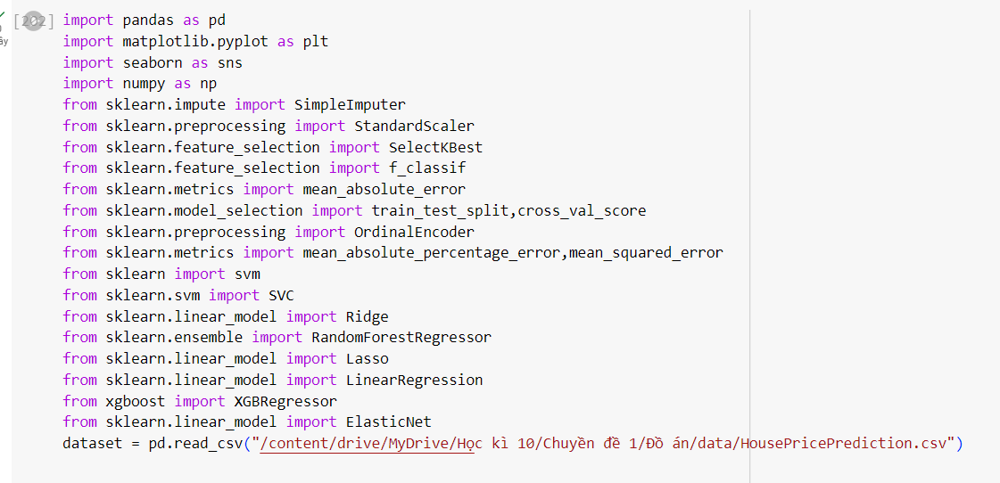 [202] import pandas as pd
import matplotlib.pyplot as plt
import seaborn as sns
import numpy as np
from sklearn.impute import SimpleImputer
from sklearn.preprocessing import StandardScaler
from sklearn.feature_selection import SelectKBest
from sklearn.feature_selection import f_classif
from sklearn.metrics import mean_absolute_error
from sklearn.model_selection import train_test_split,cross_val_score
from sklearn.preprocessing import OrdinalEncoder
from sklearn.metrics import mean_absolute_percentage_error,mean_squared_error
from sklearn import svm
from sklearn.svm import SVC
from sklearn.linear_model import Ridge
from sklearn.ensemble import RandomForestRegressor
from sklearn.linear_model import Lasso
from sklearn.linear_model import LinearRegression
from xgboost import XGBRegressor
from sklearn.linear_model import ElasticNet
dataset = pd.read_csv("/content/drive/MyDrive/Học kì 10/Chuyền đề 1/Đồ án/data/HousePricePrediction.csv")